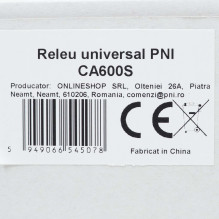 Releu universal PNI
CA600S
Producator: ONLINESHOP SRL, Olteniei 26A, Piatra
Neamt, Neamt, 610206, Romania, comenzi@pni.ro
CE
5 949066 545078
Fabricat in China